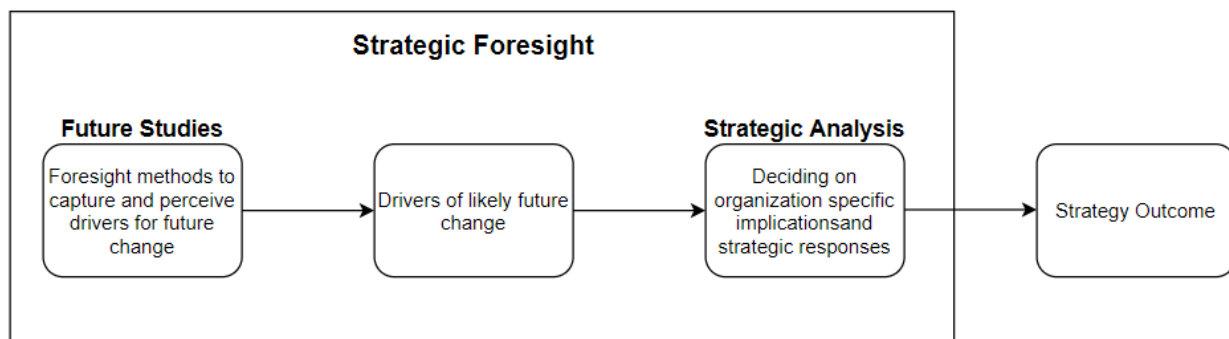 Strategic Foresight
Future Studies
Foresight methods to
capture and perceive
drivers for future
change
Drivers of likely future
change
Strategic Analysis
Deciding on
organization specific
implicationsand
strategic responses
Strategy Outcome